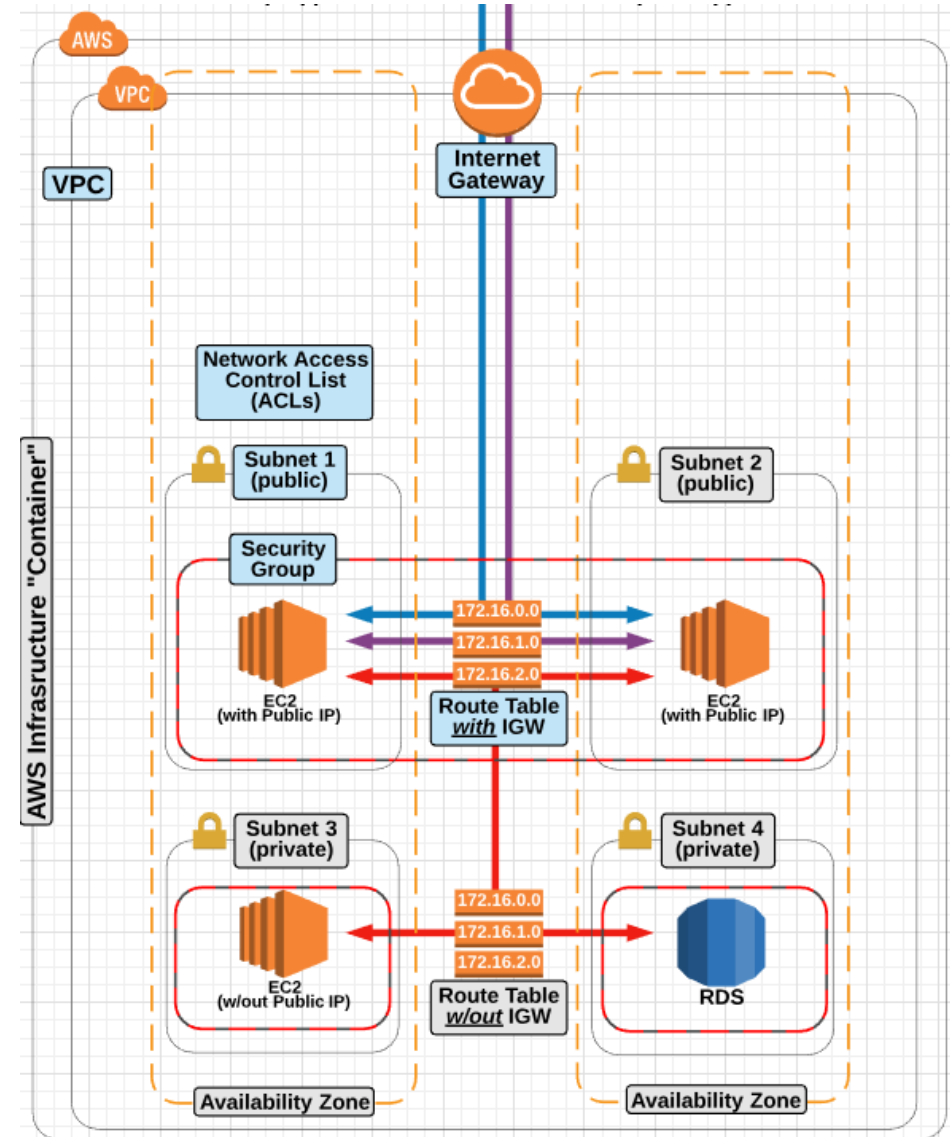 AWS
VPC
Internet
Gateway
VPC
Network Access
Control List
(ACLs)
AWS Infrasructure "Container"
Subnet 1
(public)
Subnet 2
(public)
Security
Group
172.16.0.0
172.16.1.0
172.16.2.0
EC2
(with Public IP)
Route Table
with IGW
EC2
(with Public IP)
Subnet 3
(private)
Subnet 4
(private)
172.16.0.0
172.16.1.0
172.16.2.0
EC2
(w/out Public IP)
Route Table
w/out IGW
RDS
Availability Zone
Availability Zone